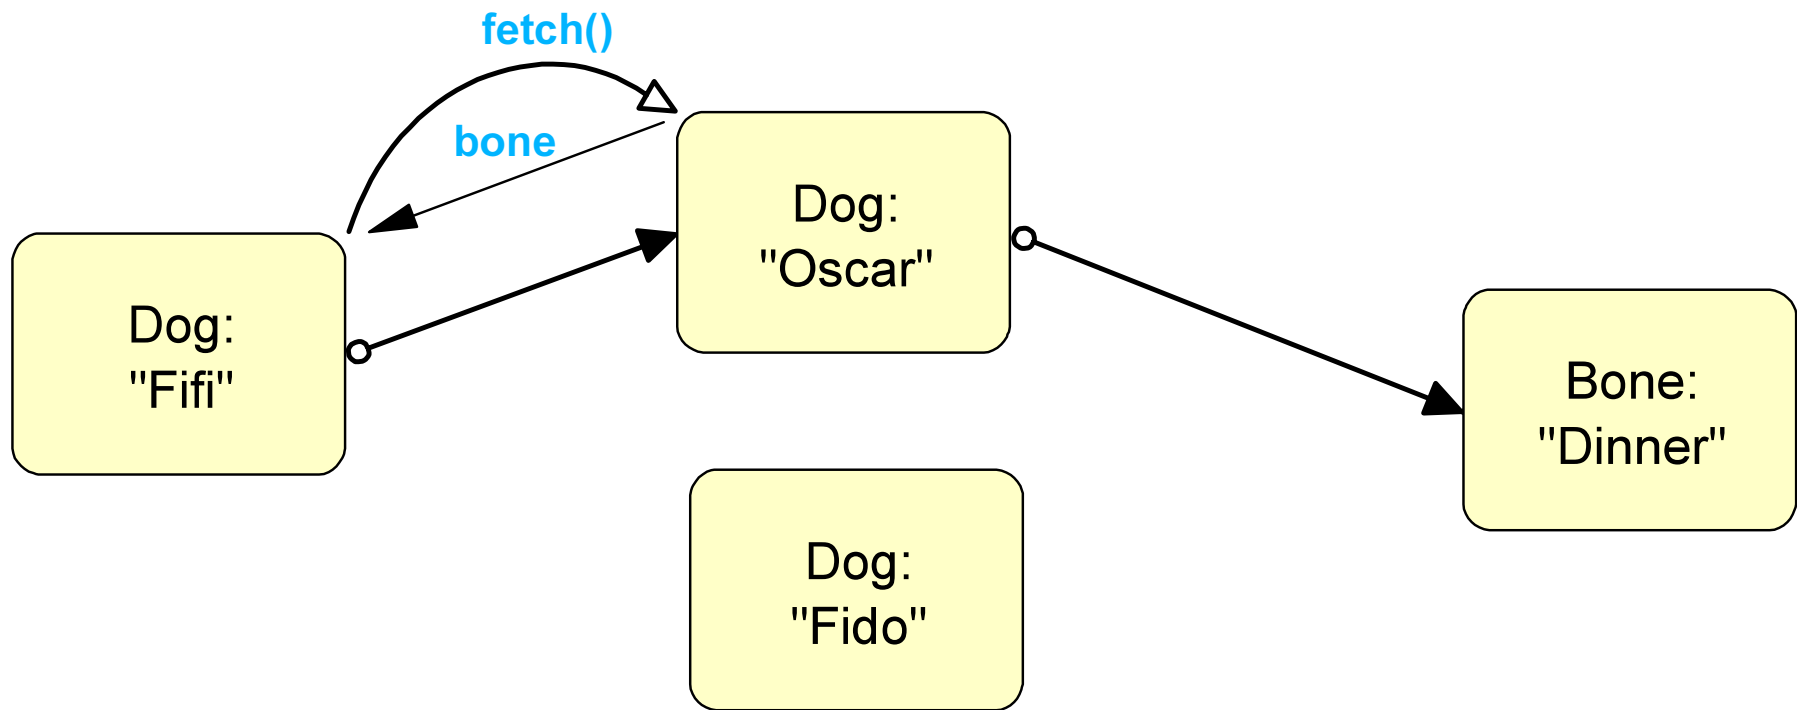 fetch()
bone
Dog:
"Oscar"
Dog:
"Fifi"
Bone:
"Dinner"
Dog:
"Fido"